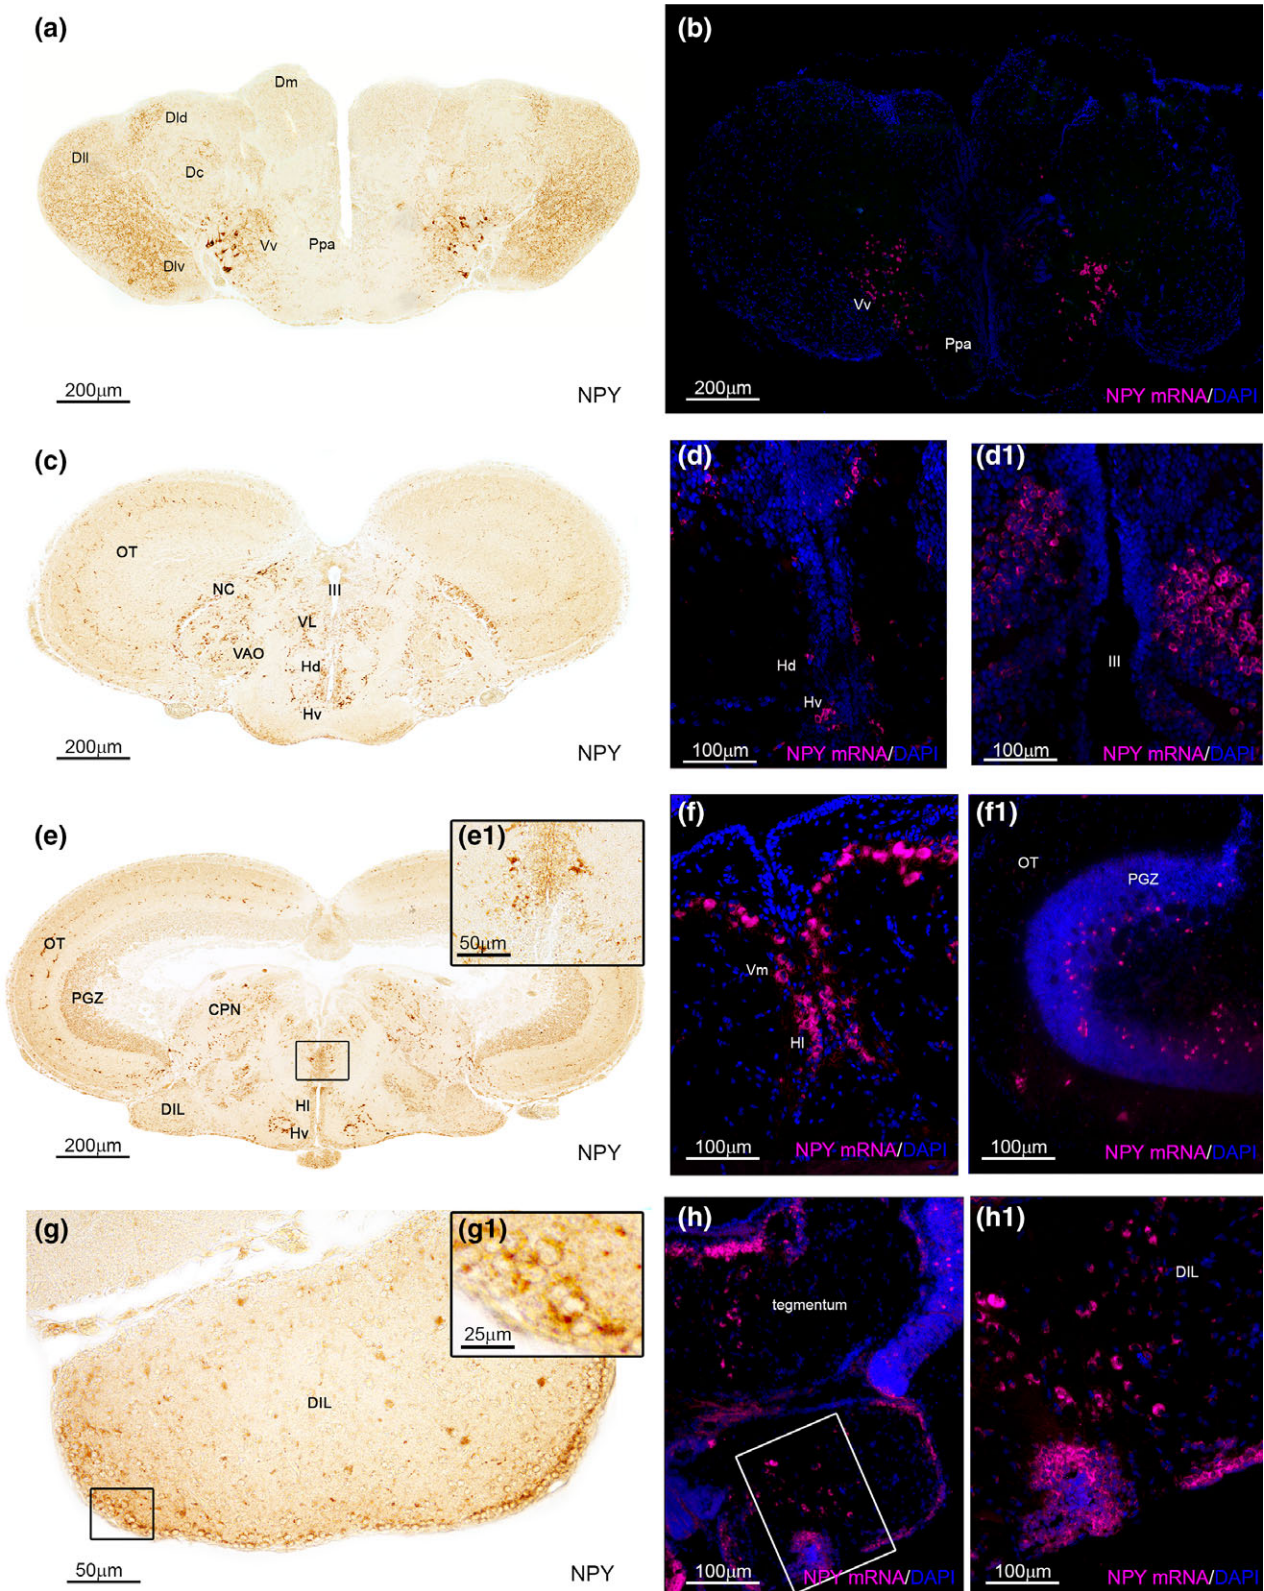 (a)
Dm
Dld
Dll
Dc
Vv
Ppa
Dlv
200µm
NPY
(b)
Vv
Ppa
200µm
NPY mRNA/DAPI
(c)
OT
NC
III
VL
VAO
Hd
Hv
200µm
NPY
(d)
Hd
Hv
100µm
NPY mRNA/DAPI
(d1)
III
100µm
NPY mRNA/DAPI
(e)
(e1)
50µm
OT
PGZ
CPN
DIL
Hl
Hv
200µm
NPY
(f)
Vm
Hl
100µm
NPY mRNA/DAPI
(f1)
OT
PGZ
100µm
NPY mRNA/DAPI
(g)
(g1)
25µm
DIL
50µm
NPY
(h)
tegmentum
100µm
NPY mRNA/DAPI
(h1)
DIL
100µm
NPY mRNA/DAPI